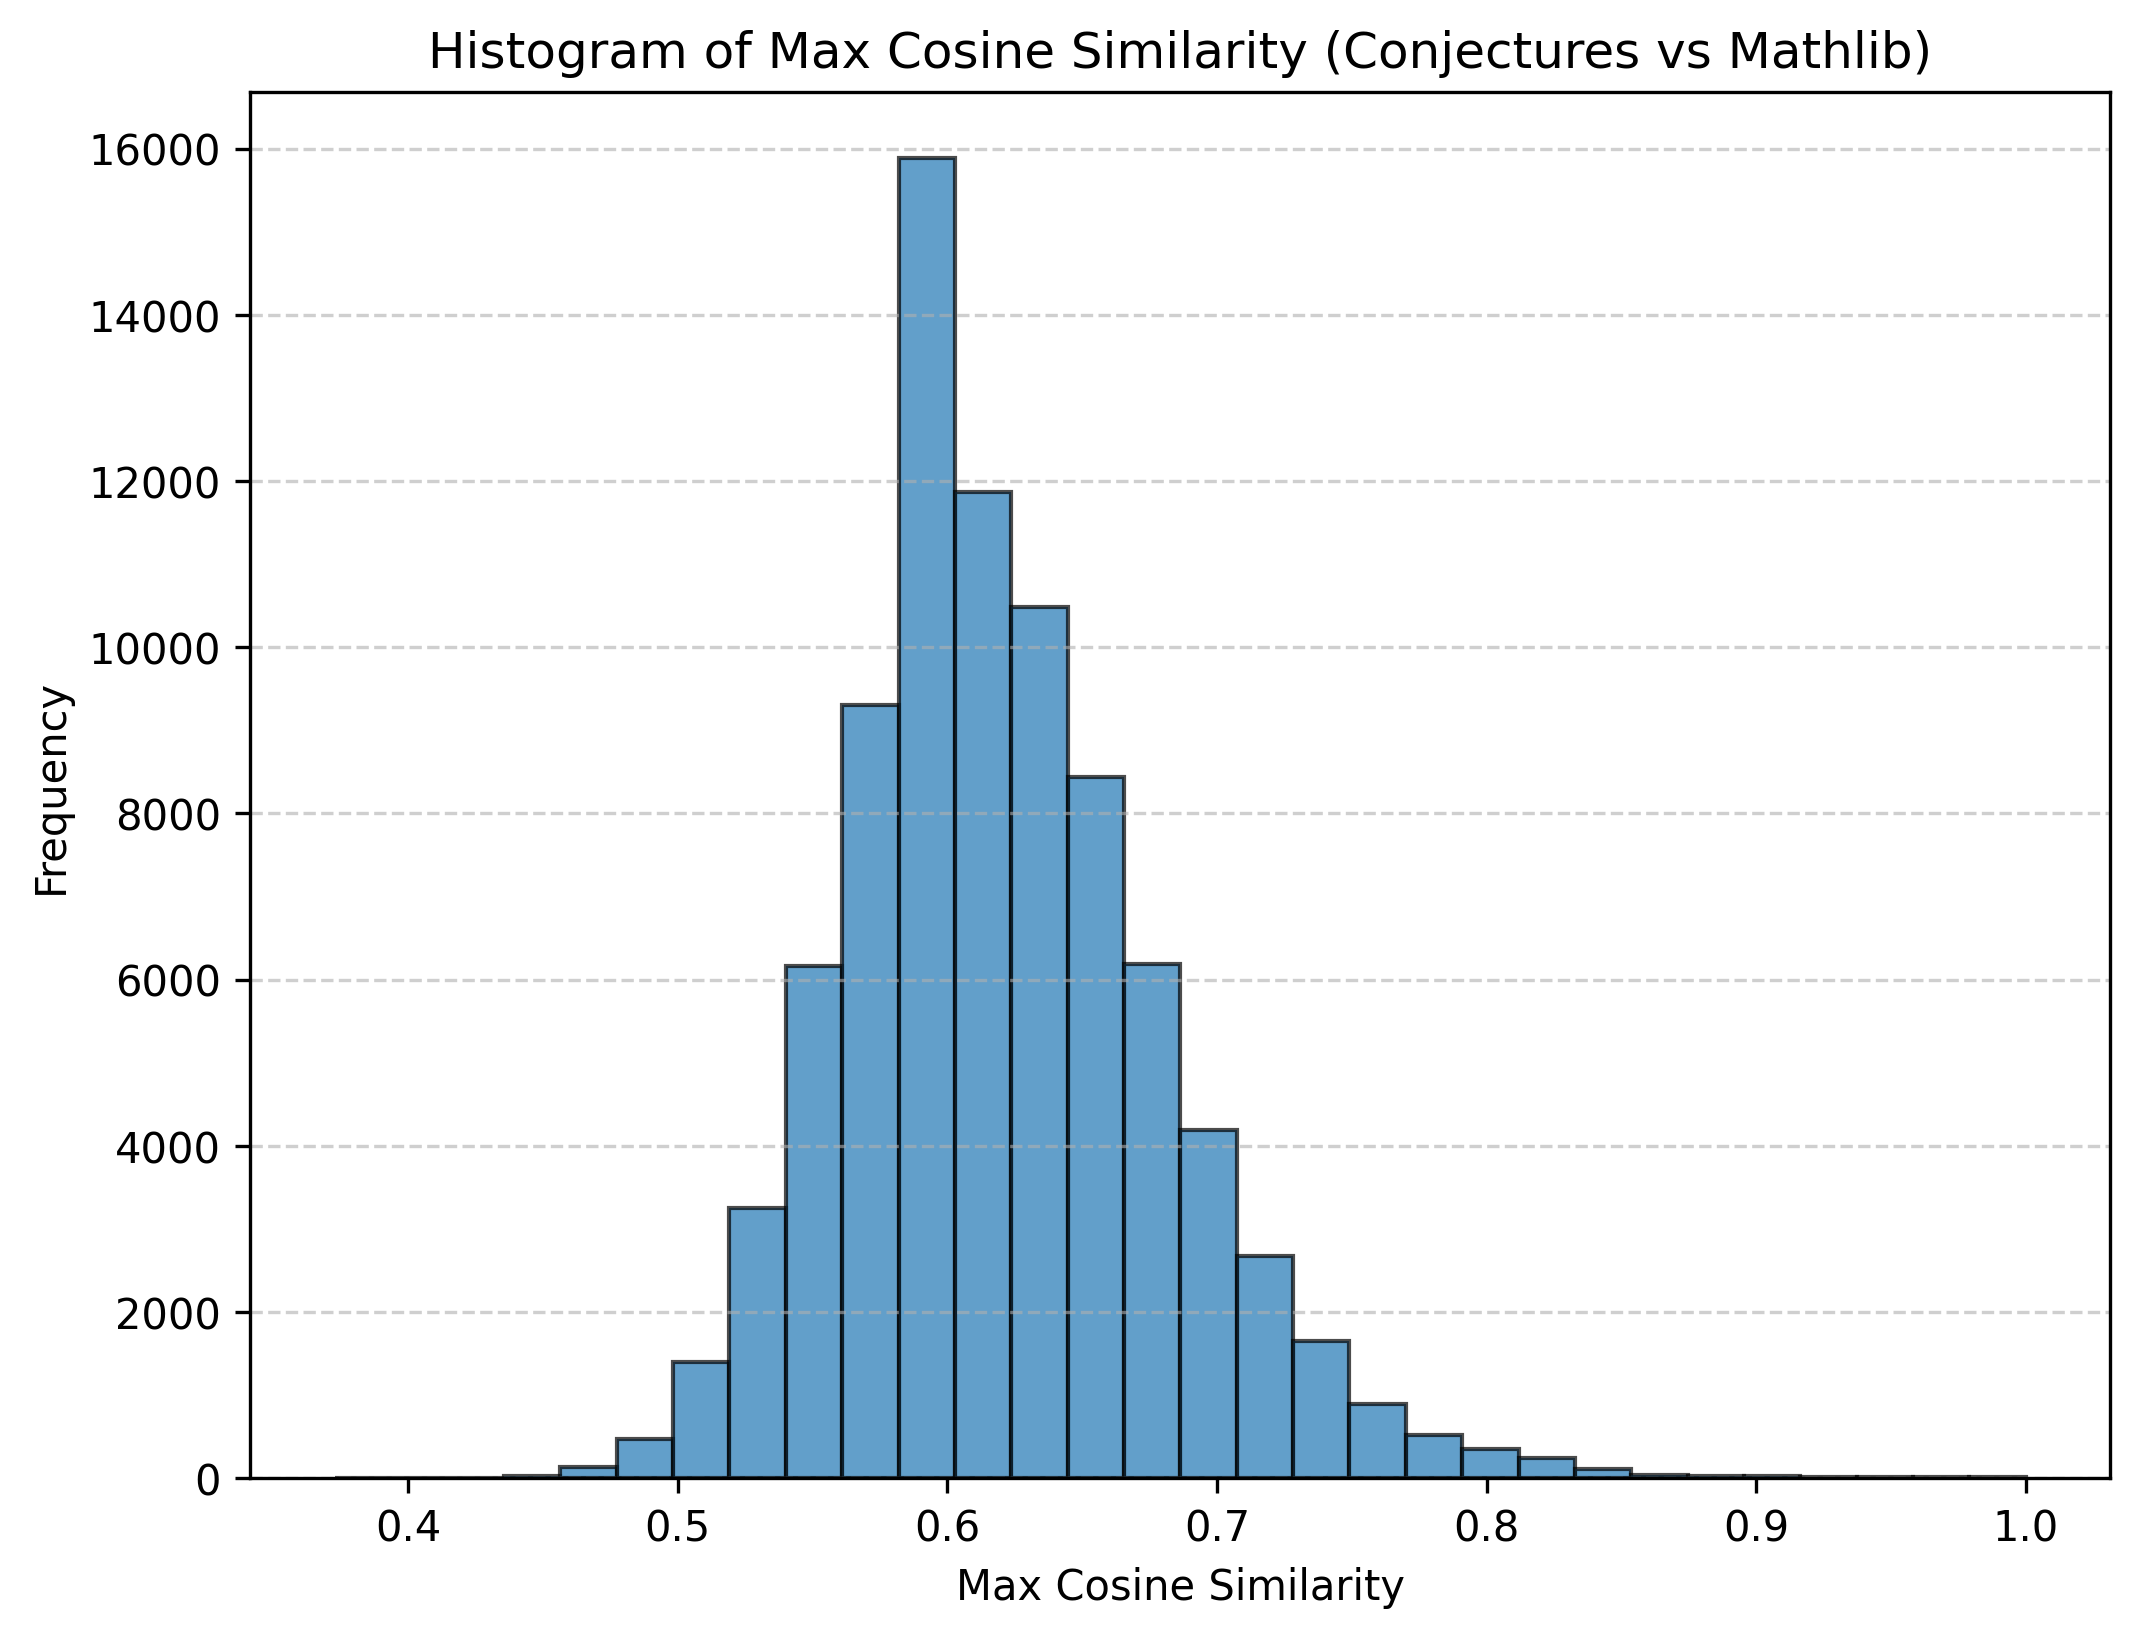 Histogram of Max Cosine Similarity (Conjectures vs Mathlib)
16000
14000
12000
10000
8000
6000
4000
2000
0
Frequency
0.4 0.5 0.6 0.7 0.8 0.9 1.0
Max Cosine Similarity